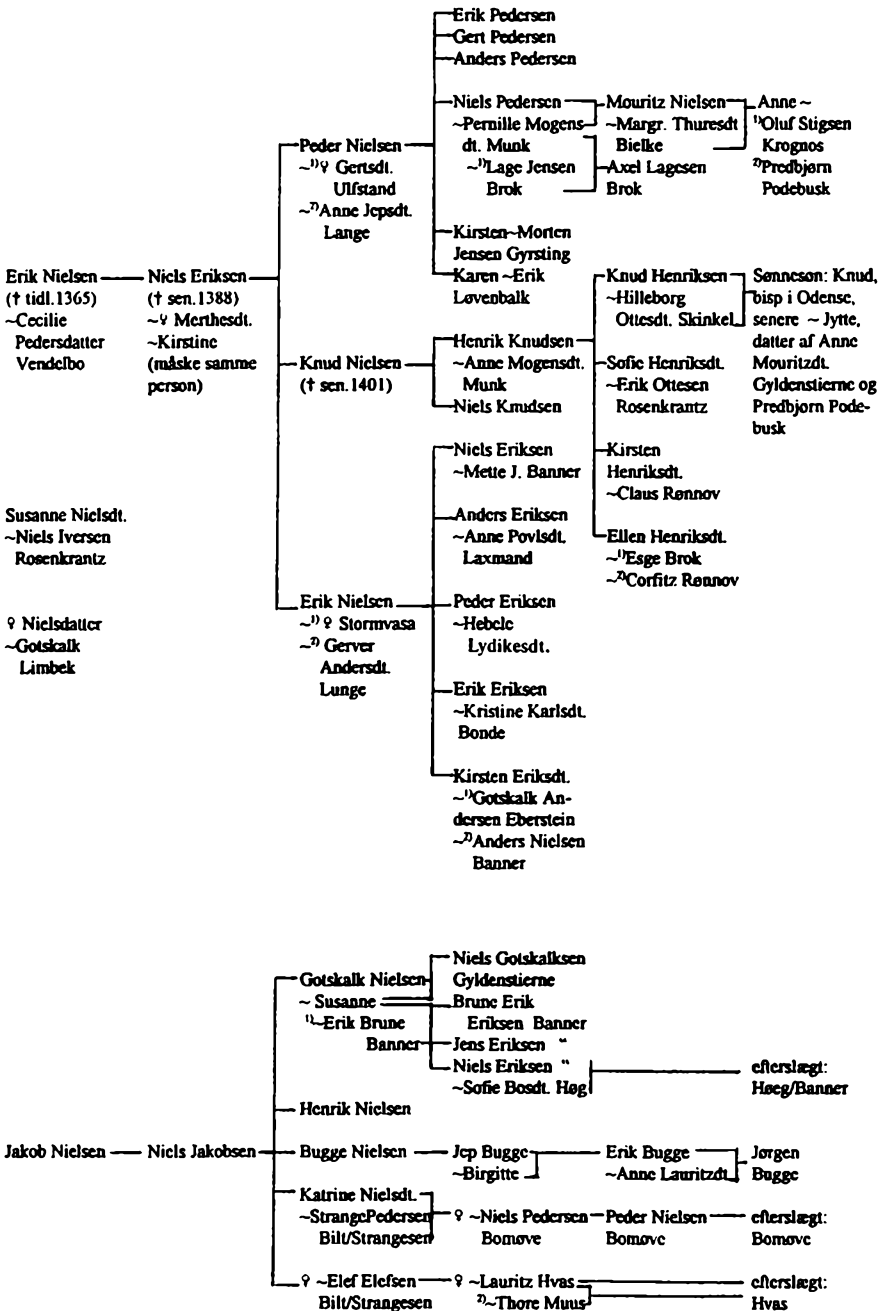 Erik Pedersen
Gert Pedersen
Anders Pedersen
Niels Pedersen
~Pernille Mogens
dt. Munk
~¹⁾Lage Jensen
Brok
Mouritz Nielsen
~Margr. Thuresdt
Bielke
Axel Lagesen
Brok
Anne ~
¹⁾Oluf Stigsen
Krognos
²⁾Predbjørn
Podebusk
Peder Nielsen
~¹⁾♀ Gertsdt.
Ulfstand
~²⁾Anne Jepsdt.
Lange
Kirsten~Morten
Jensen Gyrsting
Karen ~Erik
Løvenbalk
Erik Nielsen
(† tidl.1365)
~Cecilie
Pedersdatter
Vendelbo
Niels Eriksen
(† sen.1388)
~♀ Merthesdt.
~Kirstine
(måske samme
person)
Knud Nielsen
(† sen.1401)
Henrik Knudsen
~Anne Mogensdt.
Munk
Niels Knudsen
Knud Henriksen
~Hilleborg
Ottesdt. Skinkel
Sofie Henriksdt.
~Erik Ottesen
Rosenkrantz
Kirsten
Henriksdt.
~Claus Rønnov
Ellen Henriksdt.
~¹⁾Esge Brok
~²⁾Corfitz Rønnov
Sønnesøn: Knud,
bisp i Odense,
senere ~ Jytte,
datter af Anne
Mouritzdt.
Gyldenstierne og
Predbjørn Pode-
busk
Susanne Nielsdt.
~Niels Iversen
Rosenkrantz
♀ Nielsdatter
~Gotskalk
Limbek
Erik Nielsen
~¹⁾ ♀ Stormvasa
~²⁾ Gerver
Andersdt.
Lunge
Niels Eriksen
~Mette J. Banner
Anders Eriksen
~Anne Povlsdt.
Laxmand
Peder Eriksen
~Hebele
Lydikesdt.
Erik Eriksen
~Kristine Karlsdt.
Bonde
Kirsten Eriksdt.
~¹⁾Gotskalk An-
dersen Eberstein
~²⁾Anders Nielsen
Banner
Jakob Nielsen
Niels Jakobsen
Gotskalk Nielsen
~ Susanne
¹⁾~Erik Brune
Banner
Niels Gotskalksen
Gyldenstierne
Brune Erik
Eriksen Banner
Jens Eriksen "
Niels Eriksen "
~Sofie Bosdt. Høg
efterslægt:
Høeg/Banner
Henrik Nielsen
Bugge Nielsen
Jep Bugge
~Birgitte
Erik Bugge
~Anne Lauritzdt.
Jørgen
Bugge
Katrine Nielsdt.
~StrangePedersen
Bilt/Strangesen
♀ ~Niels Pedersen
Bomøve
Peder Nielsen
Bomøve
efterslægt:
Bomøve
♀ ~Elef Elefsen
Bilt/Strangesen
♀ ~Lauritz Hvas
²⁾~Thore Muus
efterslægt:
Hvas